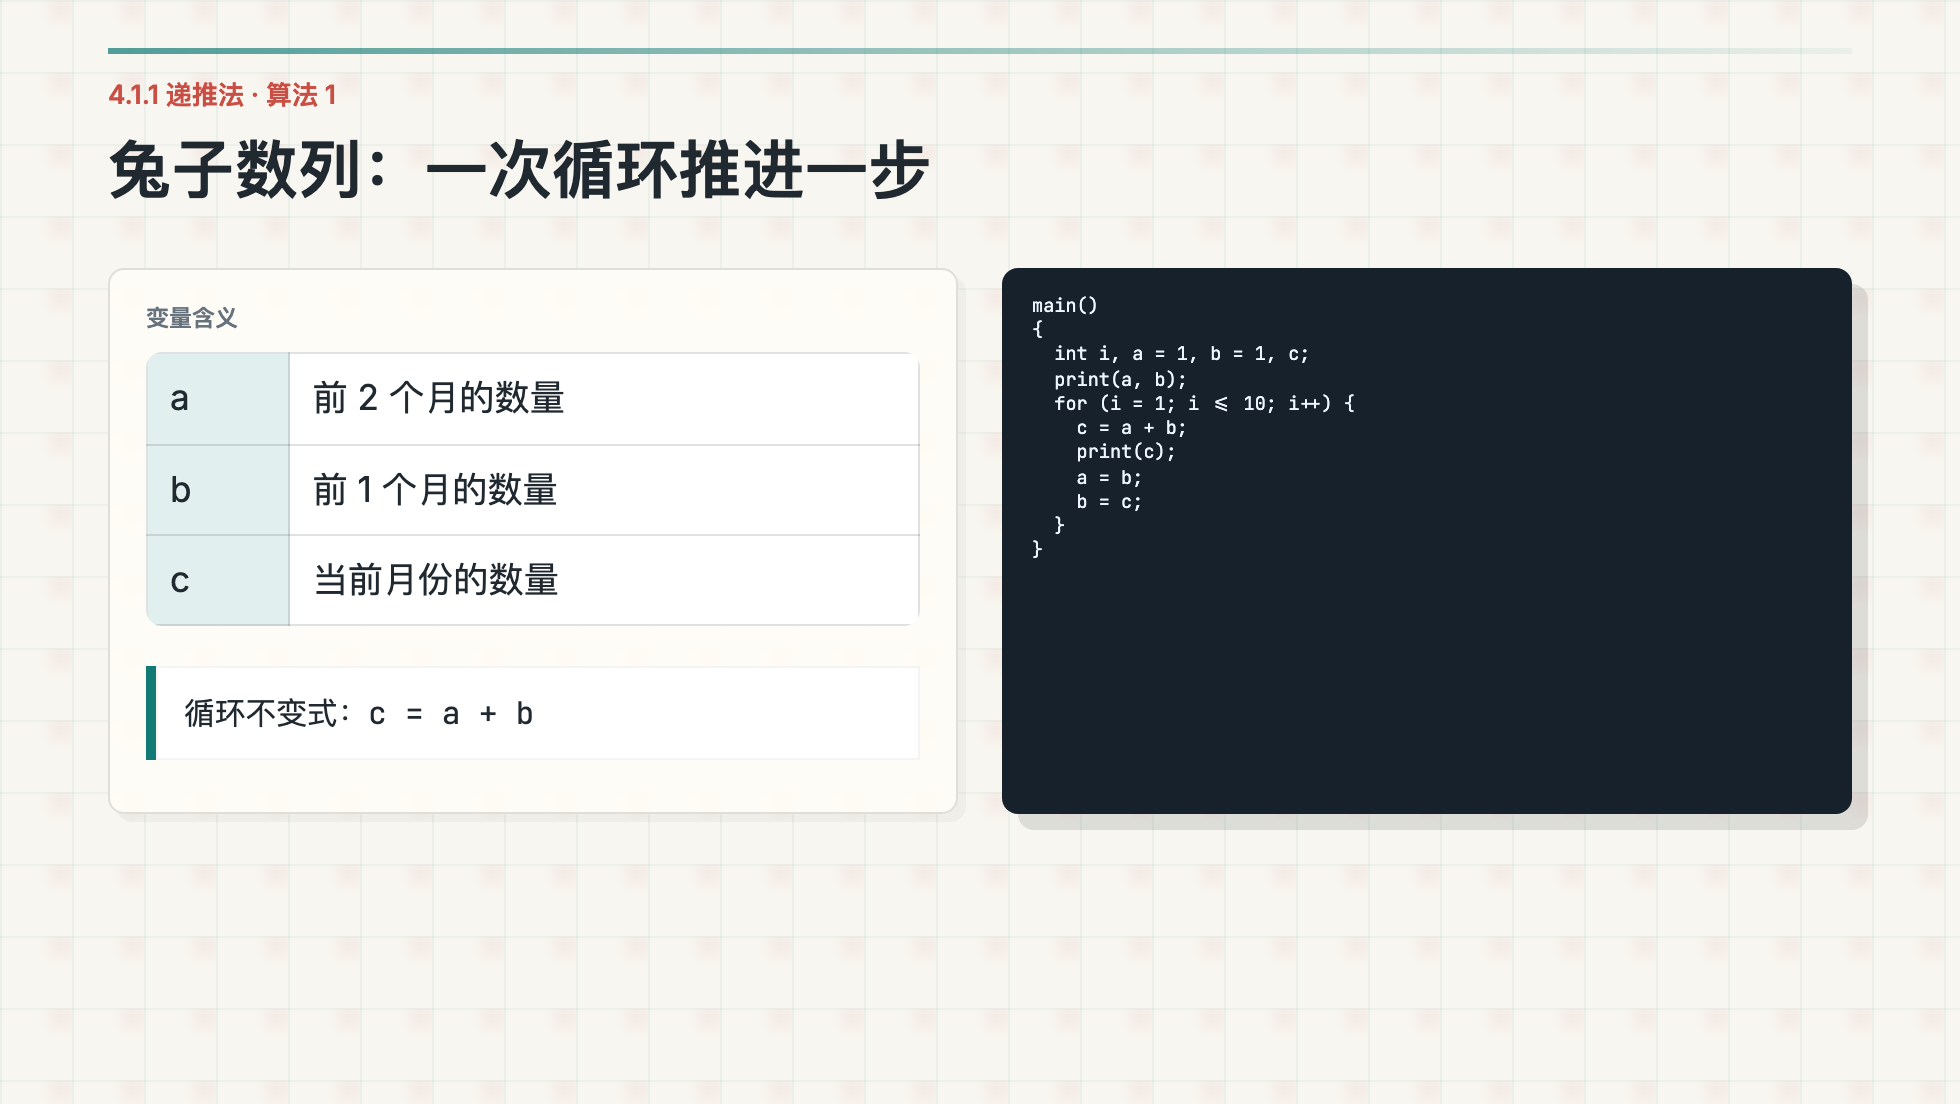 4.1.1 递推法 · 算法 1
兔子数列：一次循环推进一步
变量含义
a 前 2 个月的数量
b 前 1 个月的数量
c 当前月份的数量
循环不变式：c = a + b
main()
{
  int i, a = 1, b = 1, c;
  print(a, b);
  for (i = 1; i <= 10; i++) {
    c = a + b;
    print(c);
    a = b;
    b = c;
  }
}